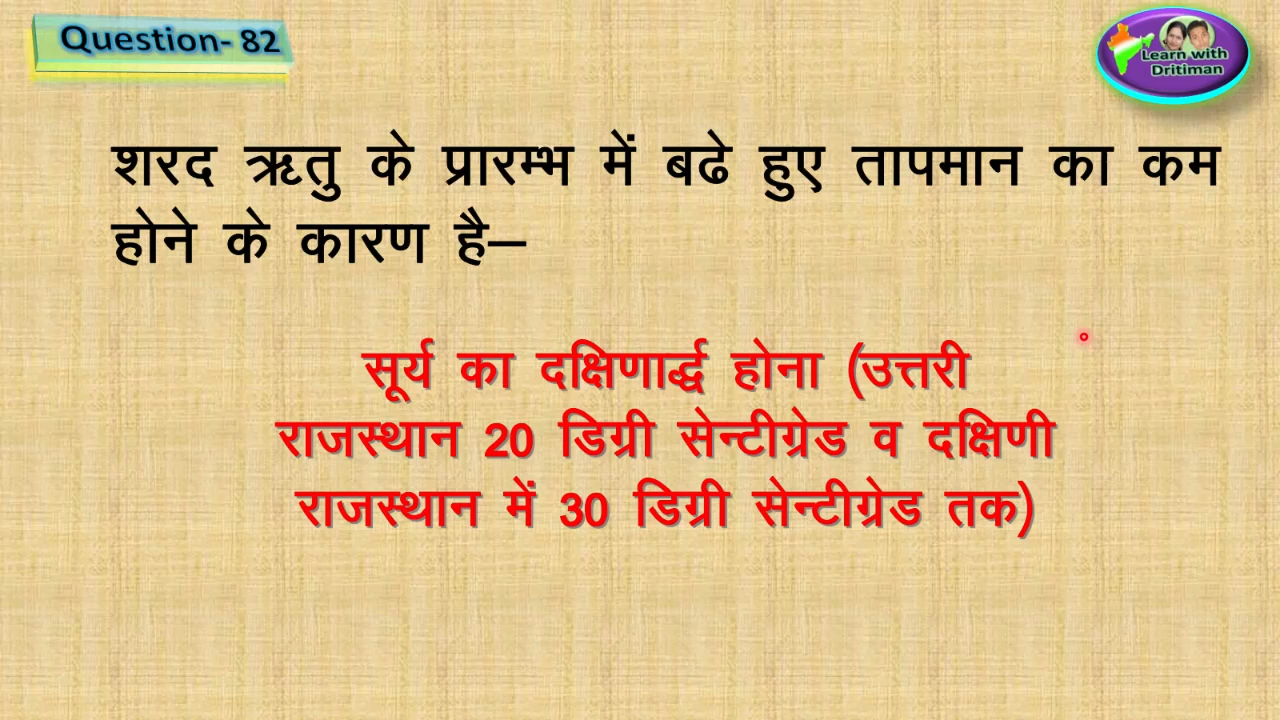 Question- 82
Learn with
Dritiman
शरद ऋतु के प्रारम्भ में बढे हुए तापमान का कम
होने के कारण है–
सूर्य का दक्षिणार्द्ध होना (उत्तरी
राजस्थान 20 डिग्री सेन्टीग्रेड व दक्षिणी
राजस्थान में 30 डिग्री सेन्टीग्रेड तक)